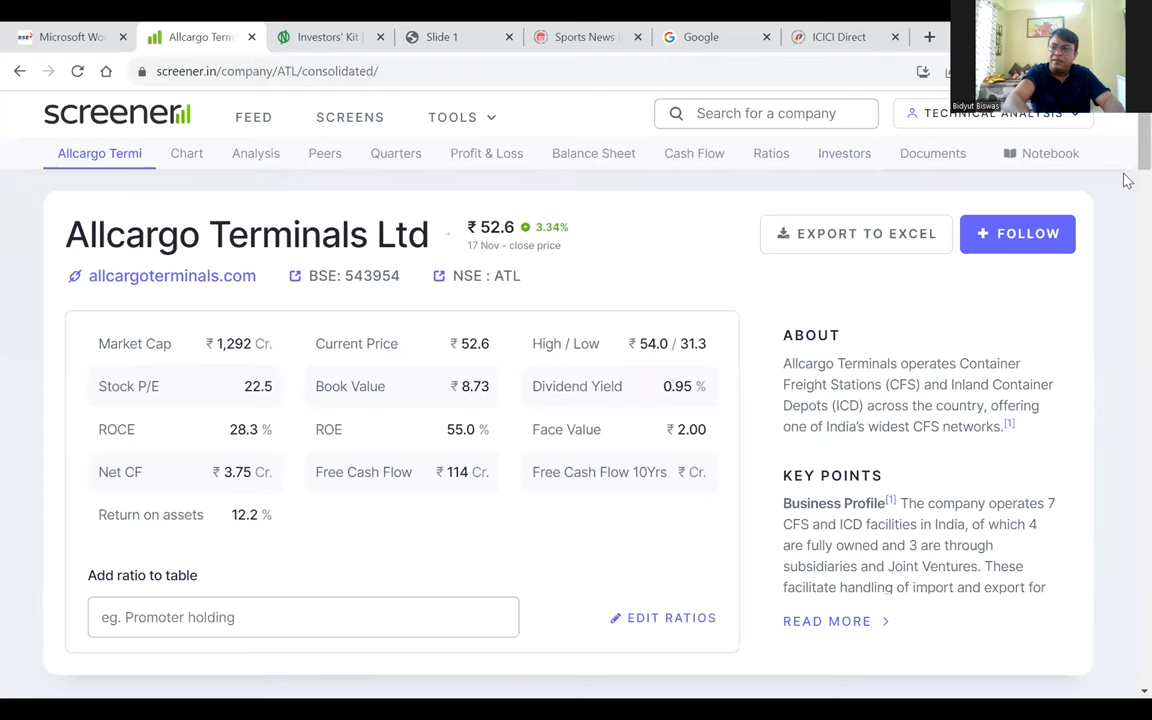 Microsoft Wo
Allcargo Term
Investors' Kit
Slide 1
Sports News
Google
ICICI Direct
screener.in/company/ATL/consolidated/
Bidyut Biswas
screener
FEED
SCREENS
TOOLS
Search for a company
TECHNICAL ANALYSIS
Allcargo Termi
Chart
Analysis
Peers
Quarters
Profit & Loss
Balance Sheet
Cash Flow
Ratios
Investors
Documents
Notebook
Allcargo Terminals Ltd
₹ 52.6 3.34%
17 Nov - close price
EXPORT TO EXCEL
+ FOLLOW
allcargoterminals.com
BSE: 543954
NSE : ATL
Market Cap ₹ 1,292 Cr.
Current Price ₹ 52.6
High / Low ₹ 54.0 / 31.3
Stock P/E 22.5
Book Value ₹ 8.73
Dividend Yield 0.95 %
ROCE 28.3 %
ROE 55.0 %
Face Value ₹ 2.00
Net CF ₹ 3.75 Cr.
Free Cash Flow ₹ 114 Cr.
Free Cash Flow 10Yrs ₹ Cr.
Return on assets 12.2 %
Add ratio to table
eg. Promoter holding
EDIT RATIOS
ABOUT
Allcargo Terminals operates Container
Freight Stations (CFS) and Inland Container
Depots (ICD) across the country, offering
one of India's widest CFS networks.[1]
KEY POINTS
Business Profile[1] The company operates 7
CFS and ICD facilities in India, of which 4
are fully owned and 3 are through
subsidiaries and Joint Ventures. These
facilitate handling of import and export for
READ MORE